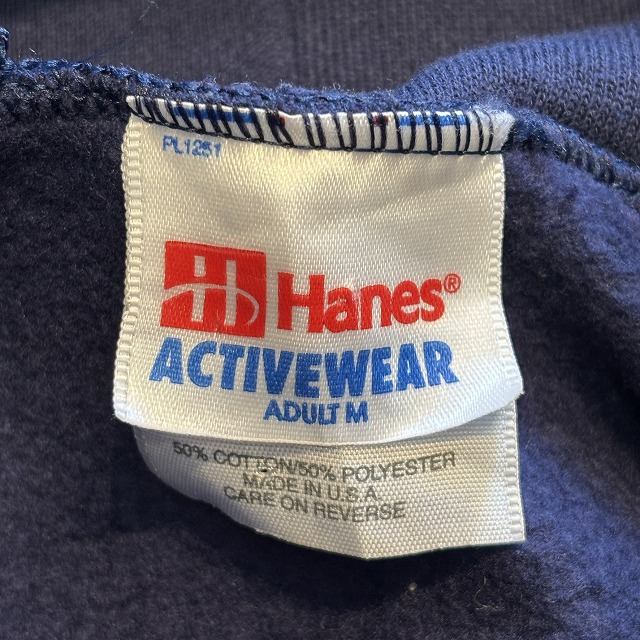 PL1251
Hanes®
ACTIVEWEAR
ADULT M
50% COTTON/50% POLYESTER
MADE IN U.S.A.
CARE ON REVERSE